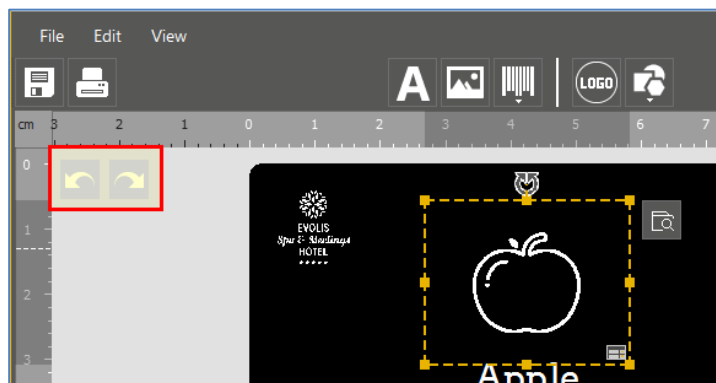 File Edit View
A LOGO
cm 3 2 1 0 1 2 3 4 5 6 7
0
1
2
3
EVOLIS
Spa & Meetings
HOTEL
Apple